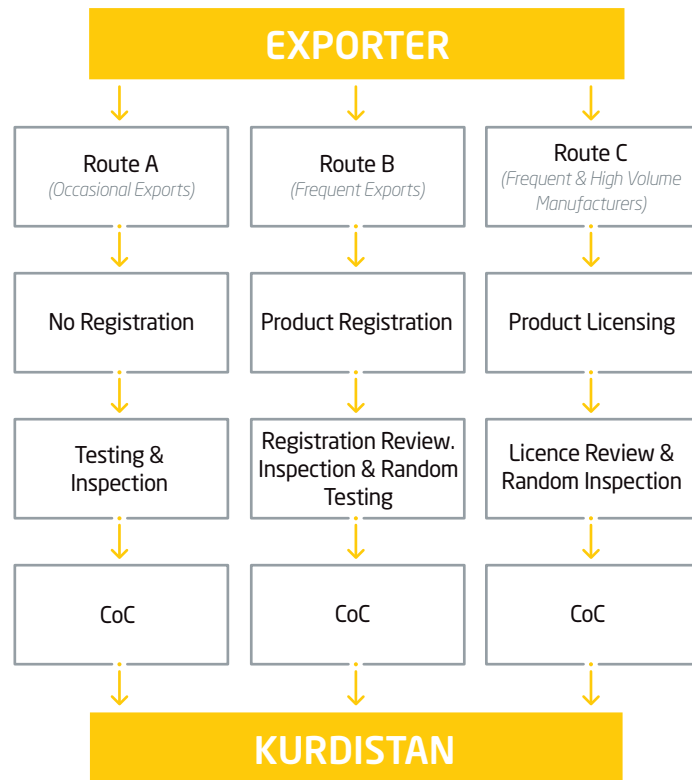 EXPORTER
Route A
(Occasional Exports)
Route B
(Frequent Exports)
Route C
(Frequent & High Volume
Manufacturers)
No Registration
Product Registration
Product Licensing
Testing &
Inspection
Registration Review.
Inspection & Random
Testing
Licence Review &
Random Inspection
CoC
CoC
CoC
KURDISTAN